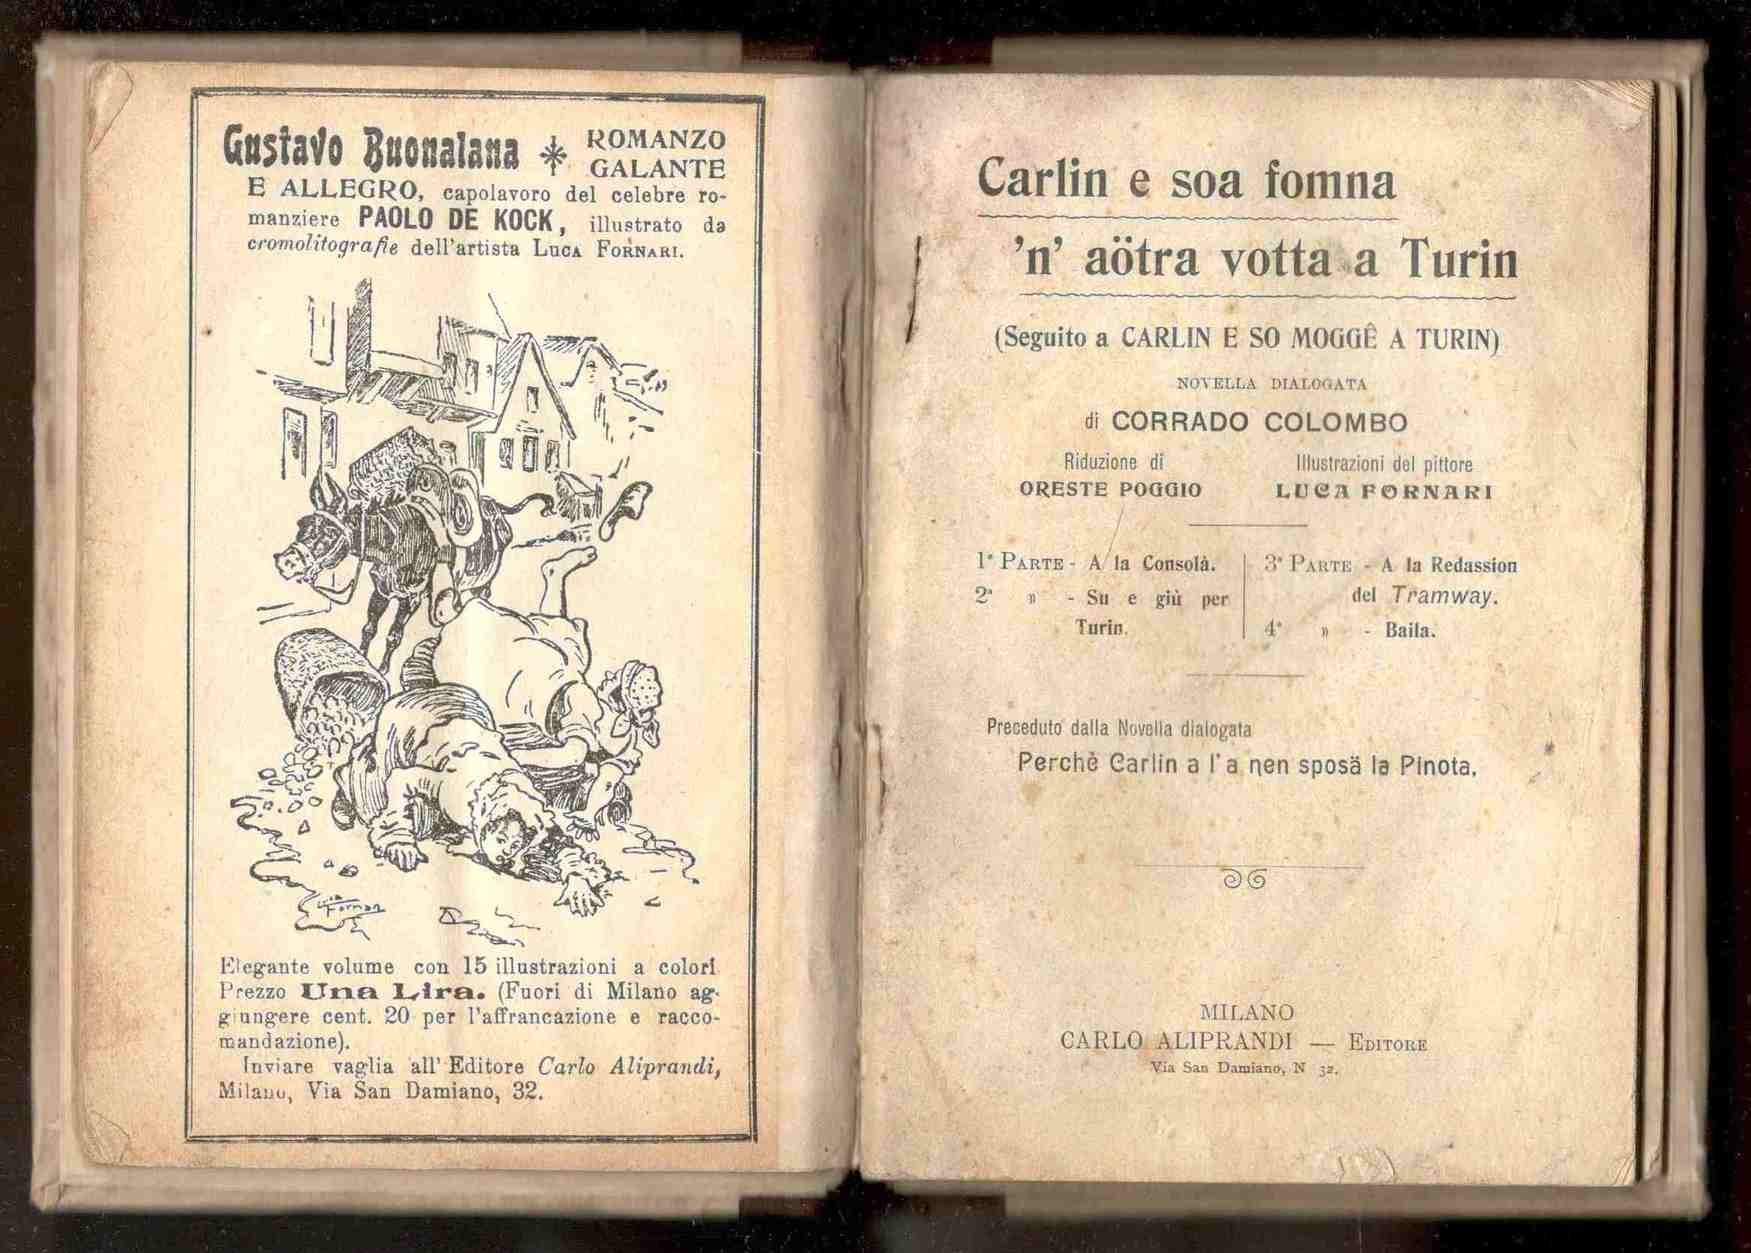 Gustavo Buonalana
ROMANZO
GALANTE
E ALLEGRO, capolavoro del celebre ro-
manziere PAOLO DE KOCK, illustrato da
cromolitografie dell'artista LUCA FORNARI.
Luca
Fornari
Elegante volume con 15 illustrazioni a colori
Prezzo Una Lira. (Fuori di Milano ag-
giungere cent. 20 per l'affrancazione e racco-
mandazione).
Inviare vaglia all' Editore Carlo Aliprandi,
Milano, Via San Damiano, 32.
Carlin e soa fomna
'n' aötra votta a Turin
(Seguito a CARLIN E SO MOGGÊ A TURIN)
NOVELLA DIALOGATA
di CORRADO COLOMBO
Riduzione di
ORESTE POGGIO
Illustrazioni del pittore
LUCA FORNARI
1ª PARTE - A la Consolà.
2ª » - Su e giù per
Turin.
3ª PARTE - A la Redassion
del Tramway.
4ª » - Baila.
Preceduto dalla Novella dialogata
Perchè Carlin a l'a nen sposä la Pinota.
MILANO
CARLO ALIPRANDI — EDITORE
Via San Damiano, N 32.